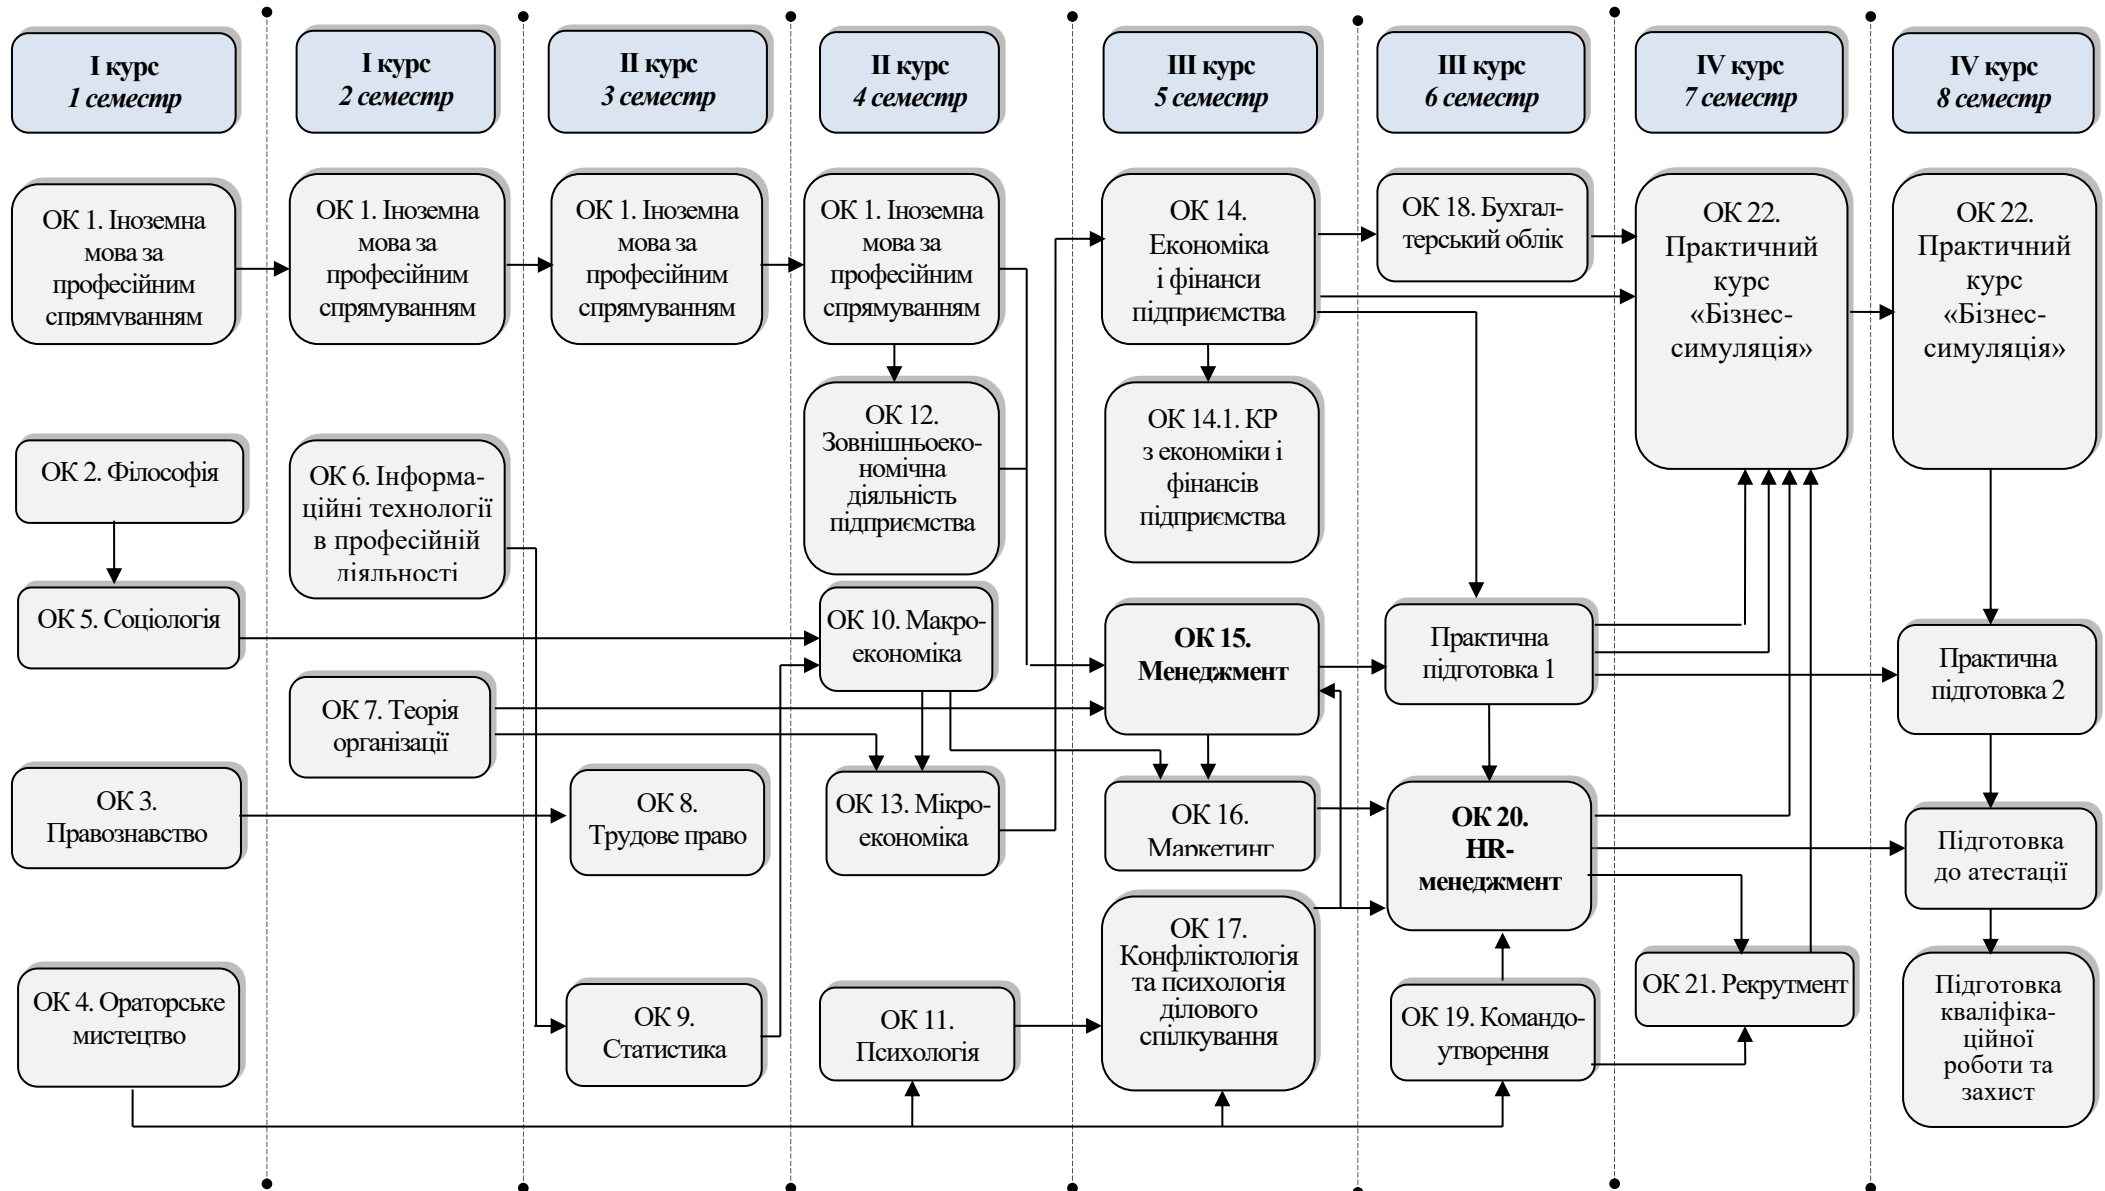 I курс
1 семестр
I курс
2 семестр
II курс
3 семестр
II курс
4 семестр
III курс
5 семестр
III курс
6 семестр
IV курс
7 семестр
IV курс
8 семестр
ОК 1. Іноземна
мова за
професійним
спрямуванням
ОК 2. Філософія
ОК 5. Соціологія
ОК 3.
Правознавство
ОК 4. Ораторське
мистецтво
ОК 1. Іноземна
мова за
професійним
спрямуванням
ОК 6. Інформа-
ційні технології
в професійній
діяльності
ОК 7. Теорія
організації
ОК 1. Іноземна
мова за
професійним
спрямуванням
ОК 8.
Трудове право
ОК 9.
Статистика
ОК 1. Іноземна
мова за
професійним
спрямуванням
ОК 12.
Зовнішньоеко-
номічна
діяльність
підприємства
ОК 10. Макро-
економіка
ОК 13. Мікро-
економіка
ОК 11.
Психологія
ОК 14.
Економіка
і фінанси
підприємства
ОК 14.1. КР
з економіки і
фінансів
підприємства
ОК 15.
Менеджмент
ОК 16.
Маркетинг
ОК 17.
Конфліктологія
та психологія
ділового
спілкування
ОК 18. Бухгал-
терський облік
Практична
підготовка 1
ОК 20.
HR-
менеджмент
ОК 19. Командо-
утворення
ОК 22.
Практичний
курс
«Бізнес-
симуляція»
ОК 21. Рекрутмент
ОК 22.
Практичний
курс
«Бізнес-
симуляція»
Практична
підготовка 2
Підготовка
до атестації
Підготовка
кваліфіка-
ційної
роботи та
захист